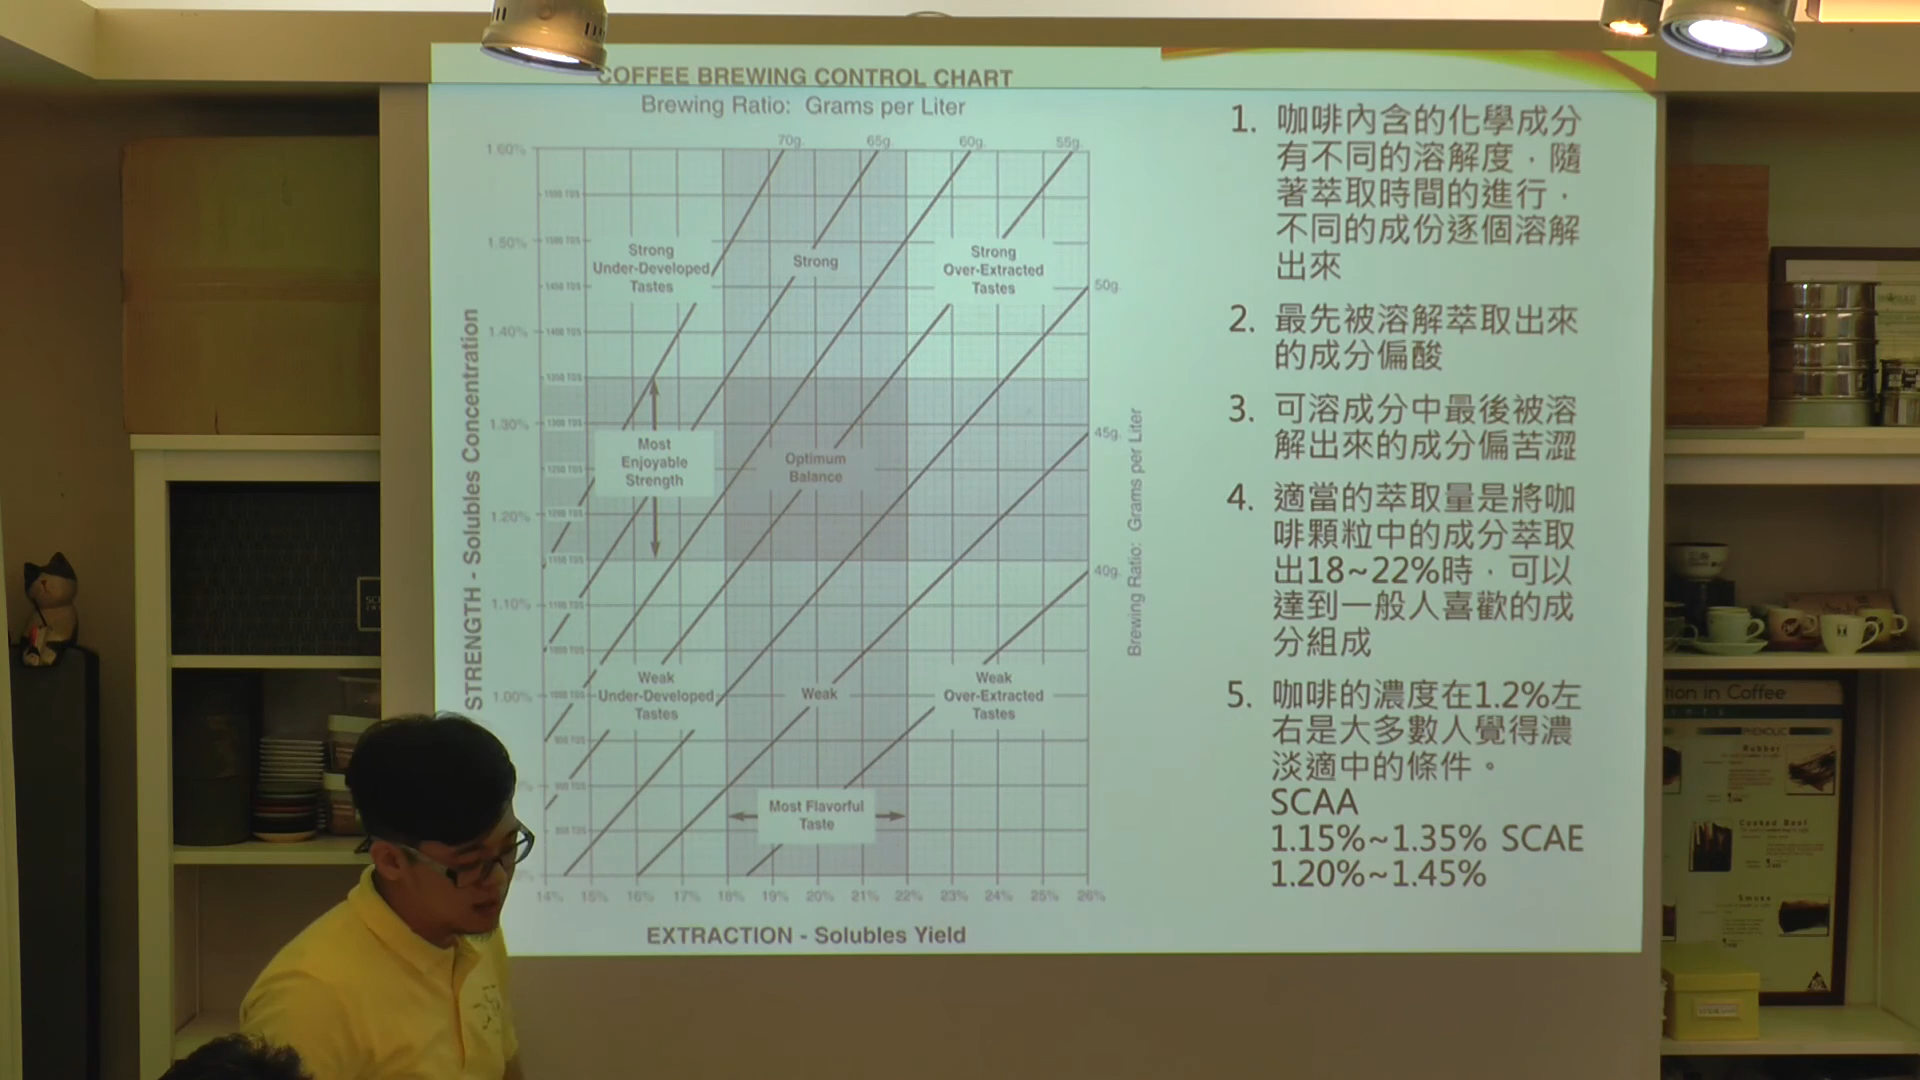 COFFEE BREWING CONTROL CHART
Brewing Ratio: Grams per Liter
70g.
65g.
60g.
55g.
50g.
45g.
40g.
1.60%
1.50%
1.40%
1.30%
1.20%
1.10%
1.00%
STRENGTH - Solubles Concentration
Strong
Under-Developed
Tastes
Strong
Strong
Over-Extracted
Tastes
Most
Enjoyable
Strength
Optimum
Balance
Weak
Under-Developed
Tastes
Weak
Weak
Over-Extracted
Tastes
Most Flavorful
Taste
Brewing Ratio: Grams per Liter
14%
15%
16%
17%
18%
19%
20%
21%
22%
23%
24%
25%
26%
EXTRACTION - Solubles Yield
1. 咖啡內含的化學成分
有不同的溶解度，隨
著萃取時間的進行，
不同的成份逐個溶解
出來
2. 最先被溶解萃取出來
的成分偏酸
3. 可溶成分中最後被溶
解出來的成分偏苦澀
4. 適當的萃取量是將咖
啡顆粒中的成分萃取
出18~22%時，可以
達到一般人喜歡的成
分組成
5. 咖啡的濃度在1.2%左
右是大多數人覺得濃
淡適中的條件。
SCAA
1.15%~1.35% SCAE
1.20%~1.45%
tion in Coffee
PHENOLIC
Rubber
Cooked Beef
Smoke